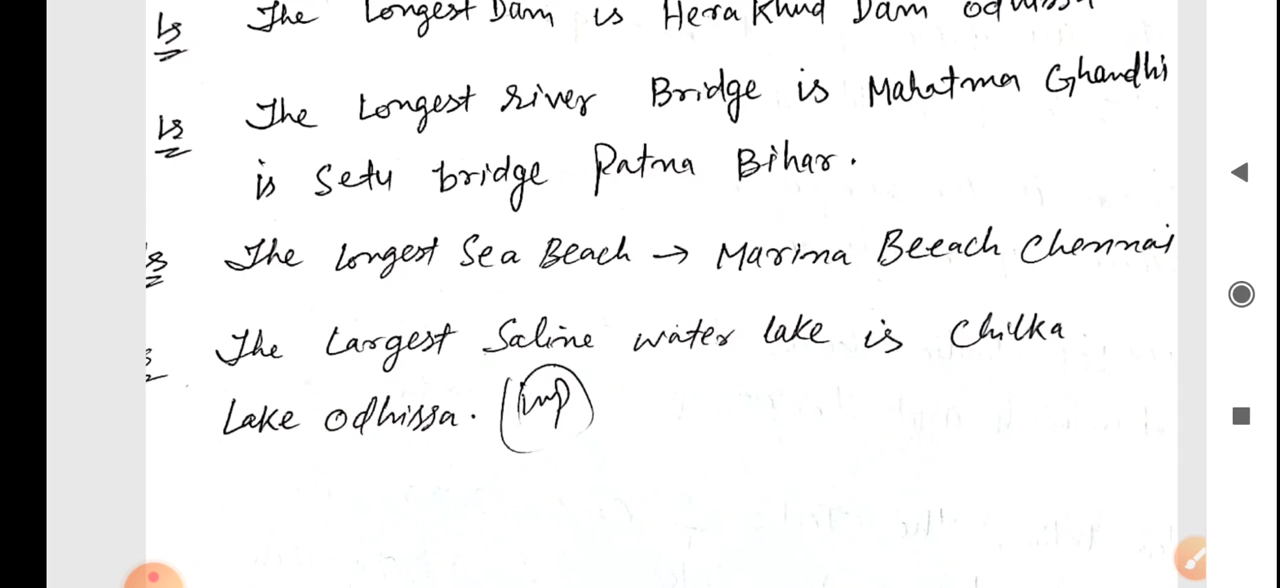 The Longest Dam is Hera Khud Dam
The Longest river Bridge is Mahatma Ghandhi
is Setu bridge Patna Bihar.
The longest Sea Beach → Marina Beeach Chennai
The Largest Saline water lake is Chilka
Lake odhissa. (imp)